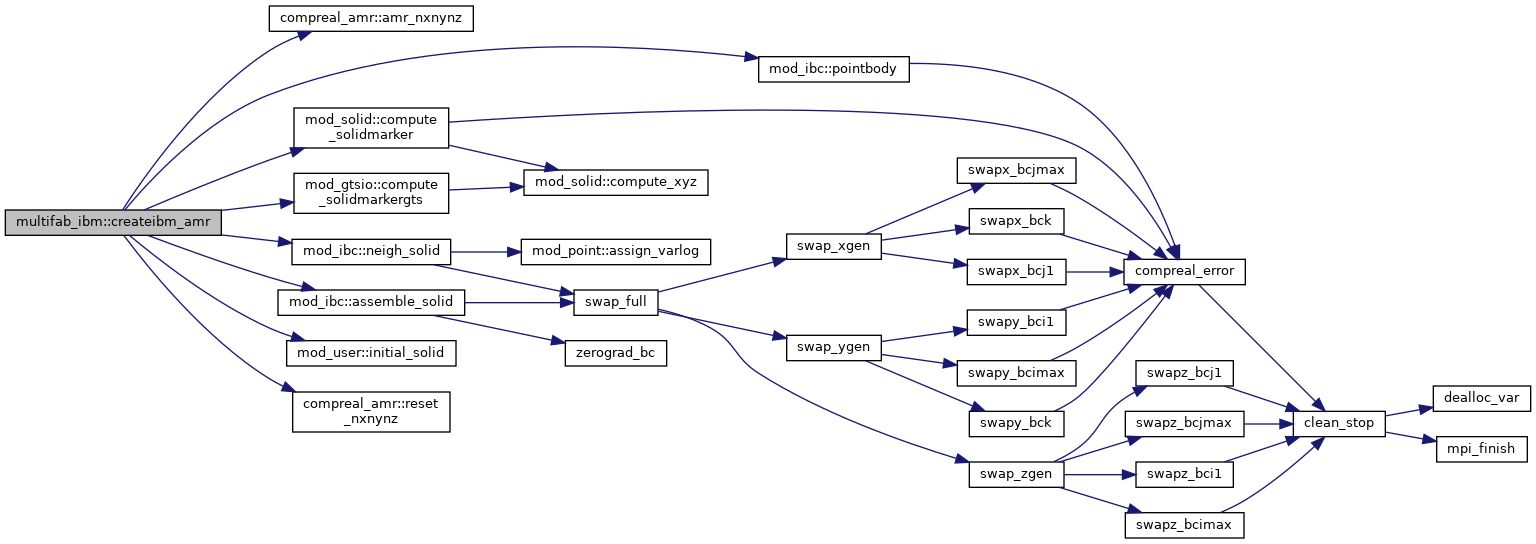 compreal_amr::amr_nxnynz
mod_ibc::pointbody
mod_solid::compute
_solidmarker
mod_solid::compute_xyz
mod_gtsio::compute
_solidmarkergts
multifab_ibm::createibm_amr
mod_ibc::neigh_solid
mod_point::assign_varlog
mod_ibc::assemble_solid
swap_full
mod_user::initial_solid
zerograd_bc
compreal_amr::reset
_nxnynz
swap_xgen
swap_ygen
swapx_bcjmax
swapx_bck
swapx_bcj1
swapy_bci1
swapy_bcimax
swapy_bck
swap_zgen
compreal_error
swapz_bcj1
swapz_bcjmax
swapz_bci1
swapz_bcimax
clean_stop
dealloc_var
mpi_finish